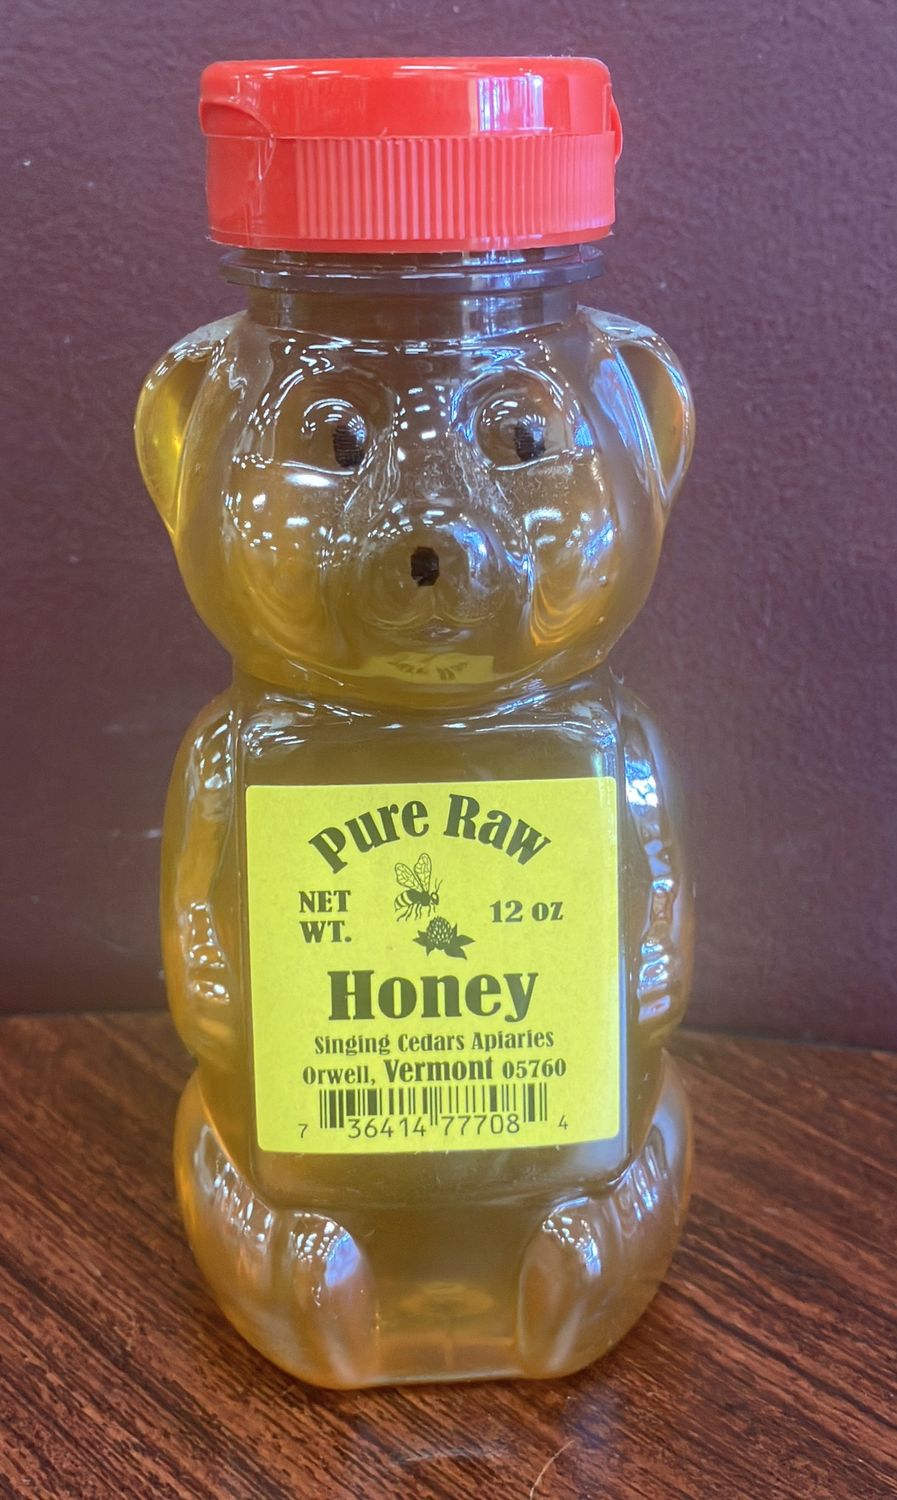 Pure Raw
NET
WT.
12 oz
Honey
Singing Cedars Apiaries
Orwell, Vermont 05760
7 36414 77708 4